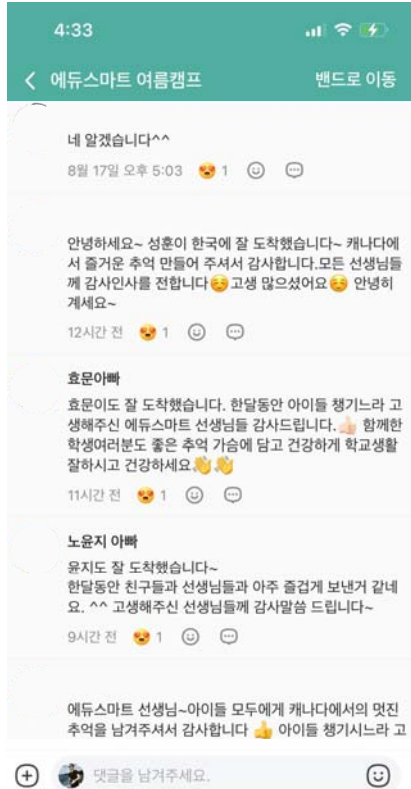 4:33
에듀스마트 여름캠프
밴드로 이동
네 알겠습니다^^
8월 17일 오후 5:03 😍 1
안녕하세요~ 성훈이 한국에 잘 도착했습니다~ 캐나다에
서 즐거운 추억 만들어 주셔서 감사합니다.모든 선생님들
께 감사인사를 전합니다☺️고생 많으셨어요☺️ 안녕히
계세요~
12시간 전 😍 1
효문아빠
효문이도 잘 도착했습니다. 한달동안 아이들 챙기느라 고
생해주신 에듀스마트 선생님들 감사드립니다.👍🏻 함께한
학생여러분도 좋은 추억 가슴에 담고 건강하게 학교생활
잘하시고 건강하세요👏👏
11시간 전 😍 1
노윤지 아빠
윤지도 잘 도착했습니다~
한달동안 친구들과 선생님들과 아주 즐겁게 보낸거 같네
요. ^^ 고생해주신 선생님들께 감사말씀 드립니다~
9시간 전 😍 1
에듀스마트 선생님~아이들 모두에게 캐나다에서의 멋진
추억을 남겨주셔서 감사합니다 👍 아이들 챙기시느라 고
댓글을 남겨주세요.